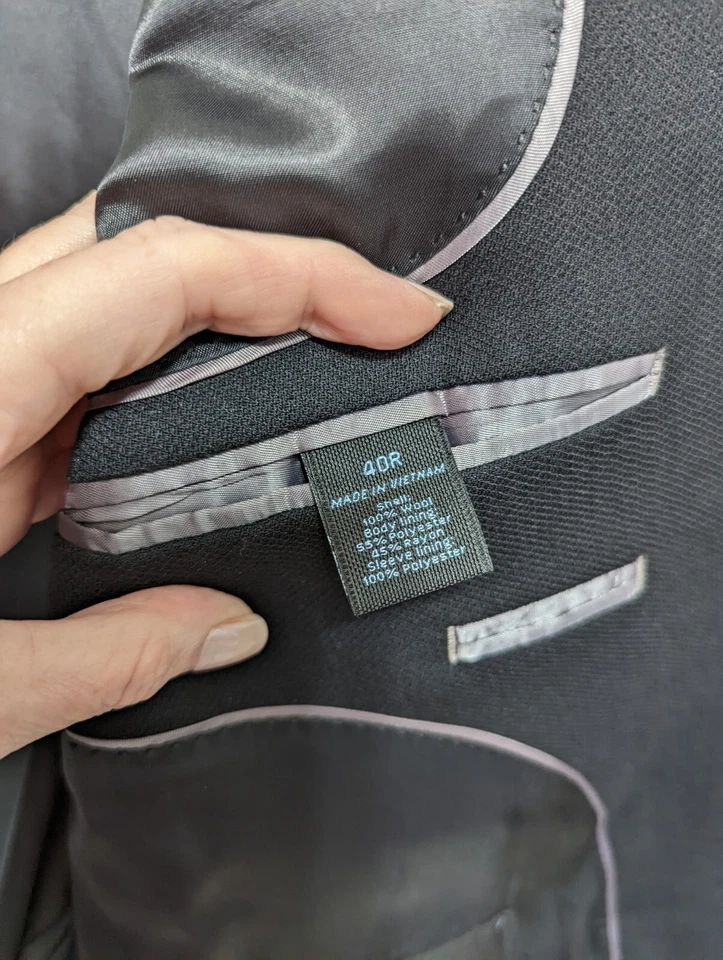 40R
MADE IN VIETNAM
Shell
100% Wool
Body lining
55% Polyester
45% Rayon
Sleeve lining
100% Polyester